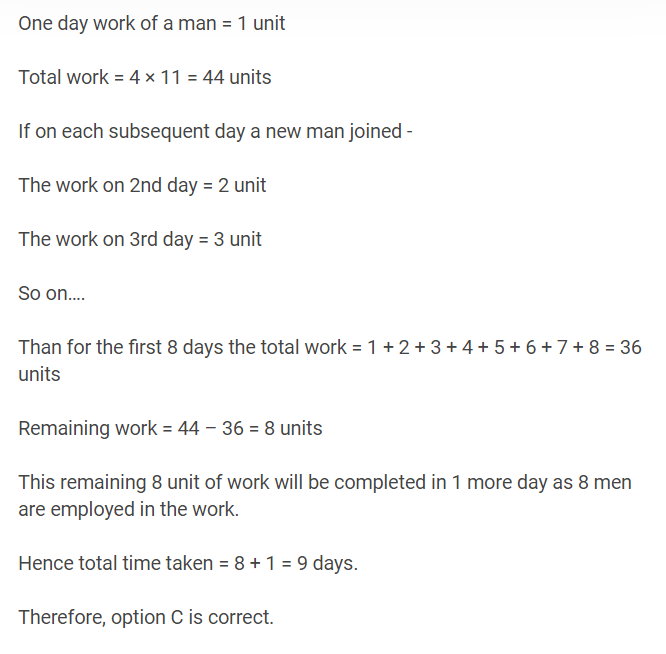 One day work of a man = 1 unit
Total work = 4 × 11 = 44 units
If on each subsequent day a new man joined -
The work on 2nd day = 2 unit
The work on 3rd day = 3 unit
So on....
Than for the first 8 days the total work = 1 + 2 + 3 + 4 + 5 + 6 + 7 + 8 = 36
units
Remaining work = 44 – 36 = 8 units
This remaining 8 unit of work will be completed in 1 more day as 8 men
are employed in the work.
Hence total time taken = 8 + 1 = 9 days.
Therefore, option C is correct.